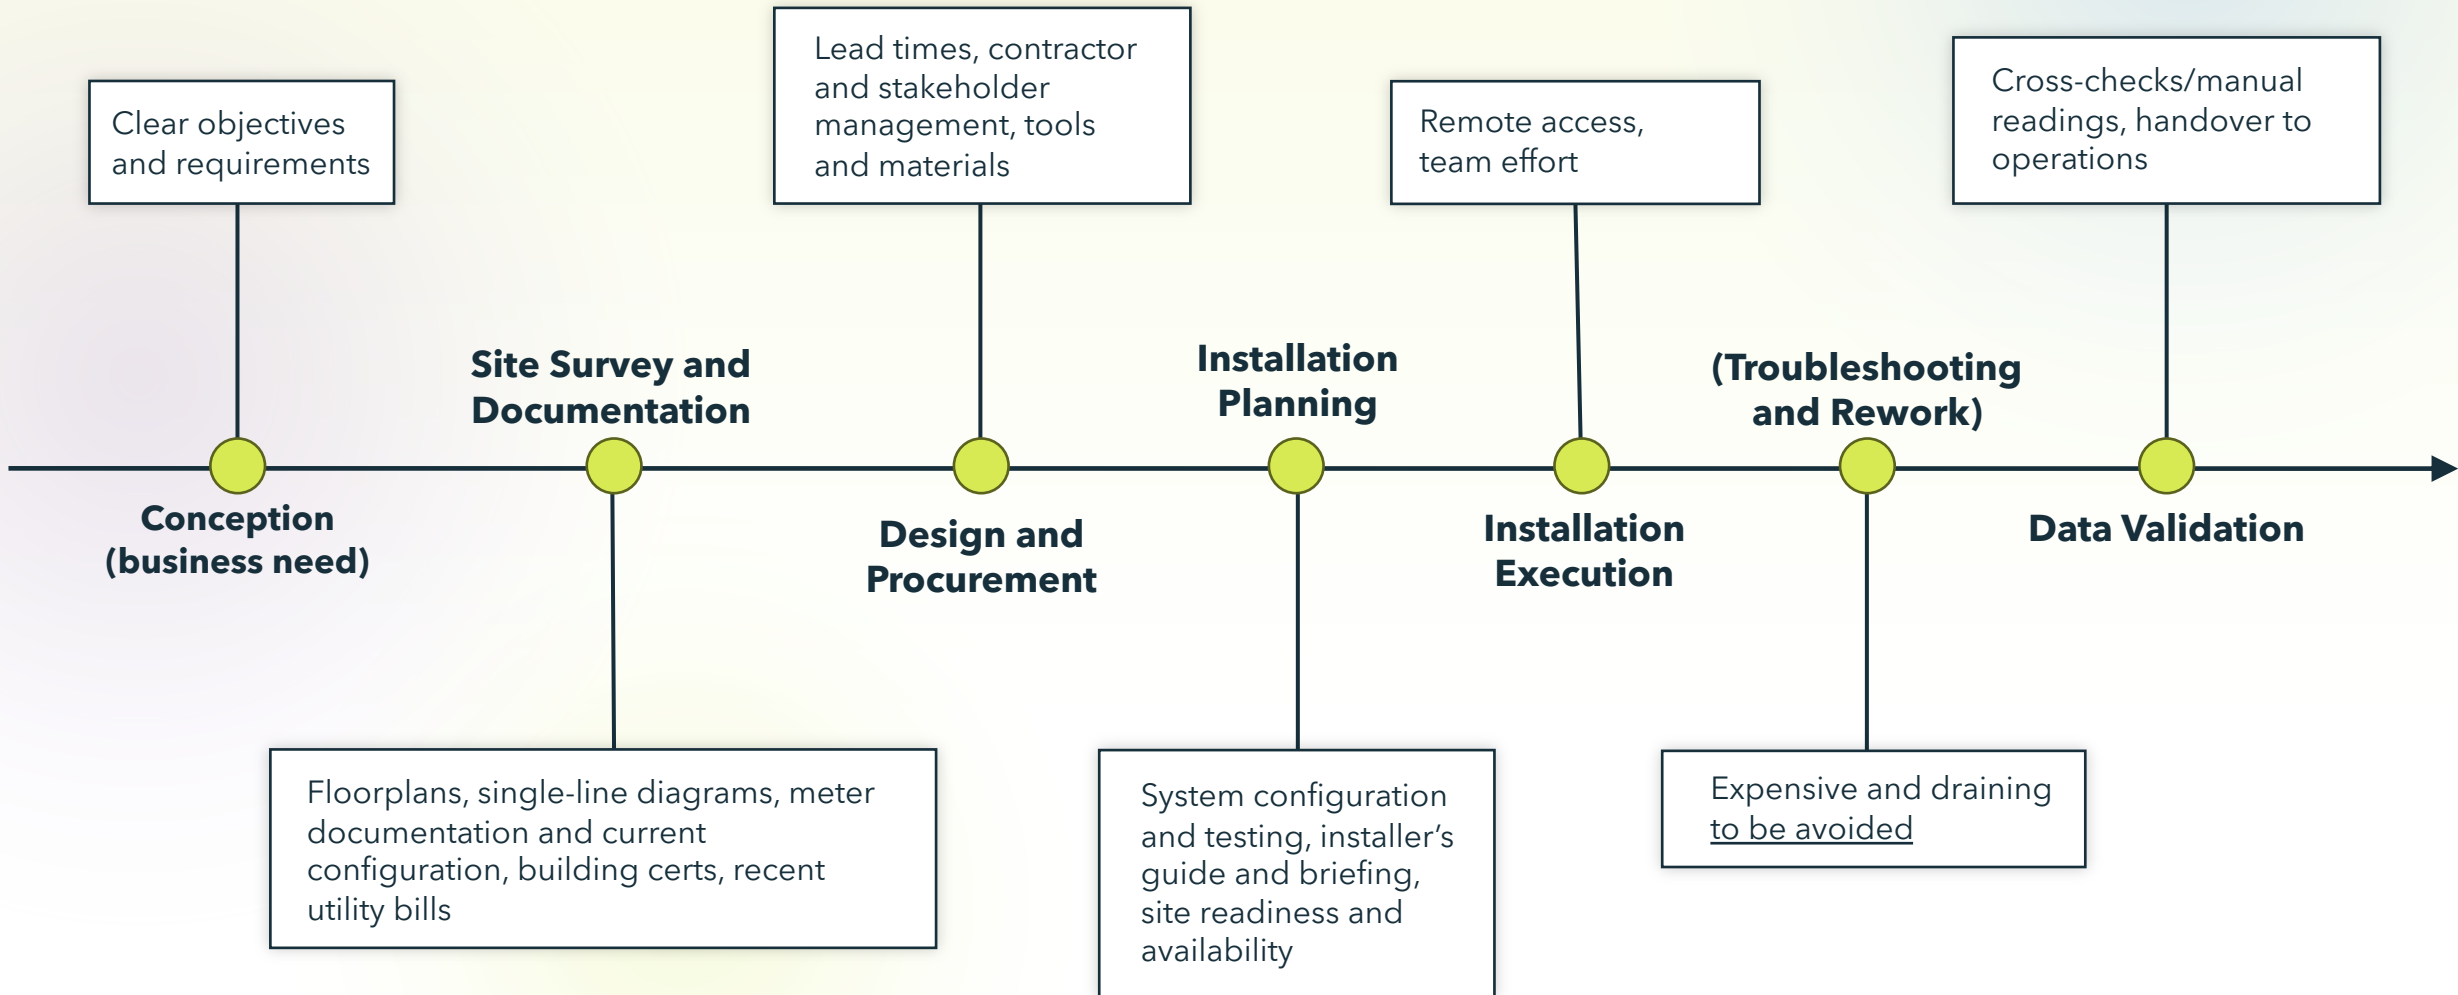 Clear objectives
and requirements
Conception
(business need)
Site Survey and
Documentation
Floorplans, single-line diagrams, meter
documentation and current
configuration, building certs, recent
utility bills
Lead times, contractor
and stakeholder
management, tools
and materials
Design and
Procurement
Installation
Planning
System configuration
and testing, installer’s
guide and briefing,
site readiness and
availability
Remote access,
team effort
Installation
Execution
(Troubleshooting
and Rework)
Expensive and draining
to be avoided
Cross-checks/manual
readings, handover to
operations
Data Validation